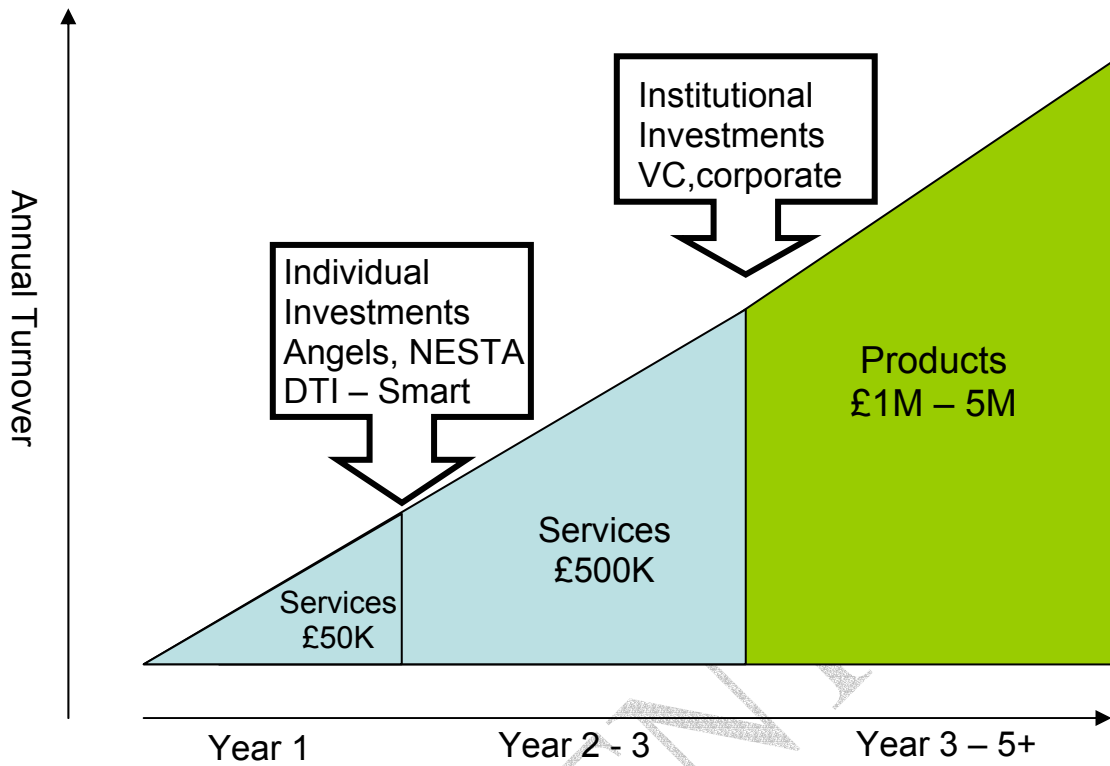 Annual Turnover
Institutional
Investments
VC,corporate
Individual
Investments
Angels, NESTA
DTI – Smart
Products
£1M – 5M
Services
£500K
Services
£50K
Year 1
Year 2 - 3
Year 3 – 5+